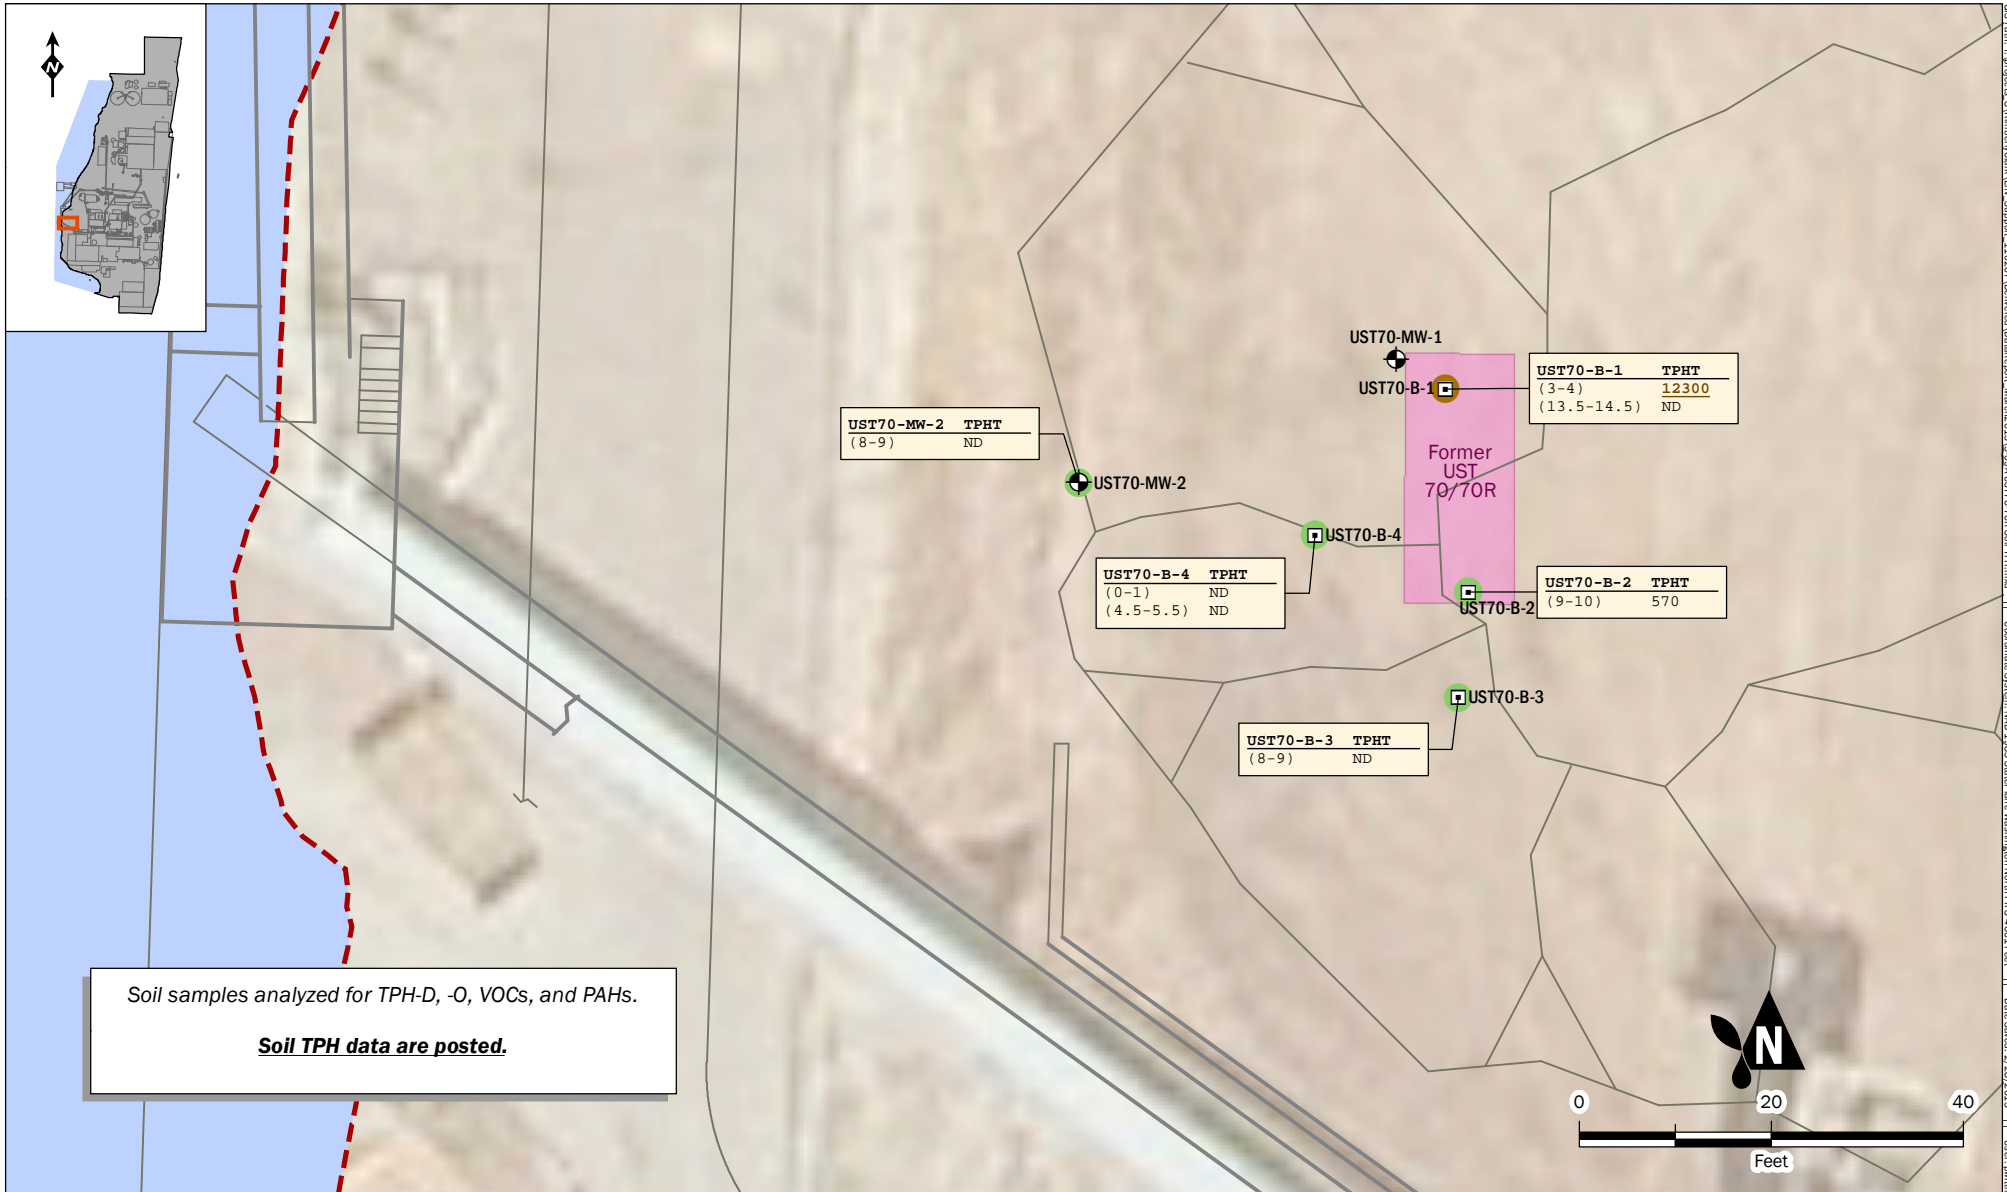 N
UST70-MW-1
UST70-B-1
UST70-B-1 TPHT
(3-4) 12300
(13.5-14.5) ND
UST70-MW-2 TPHT
(8-9) ND
UST70-MW-2
Former
UST
70/70R
UST70-B-4
UST70-B-4 TPHT
(0-1) ND
(4.5-5.5) ND
UST70-B-2 TPHT
(9-10) 570
UST70-B-2
UST70-B-3
UST70-B-3 TPHT
(8-9) ND
Soil samples analyzed for TPH-D, -O, VOCs, and PAHs.
Soil TPH data are posted.
N
0 20 40
Feet